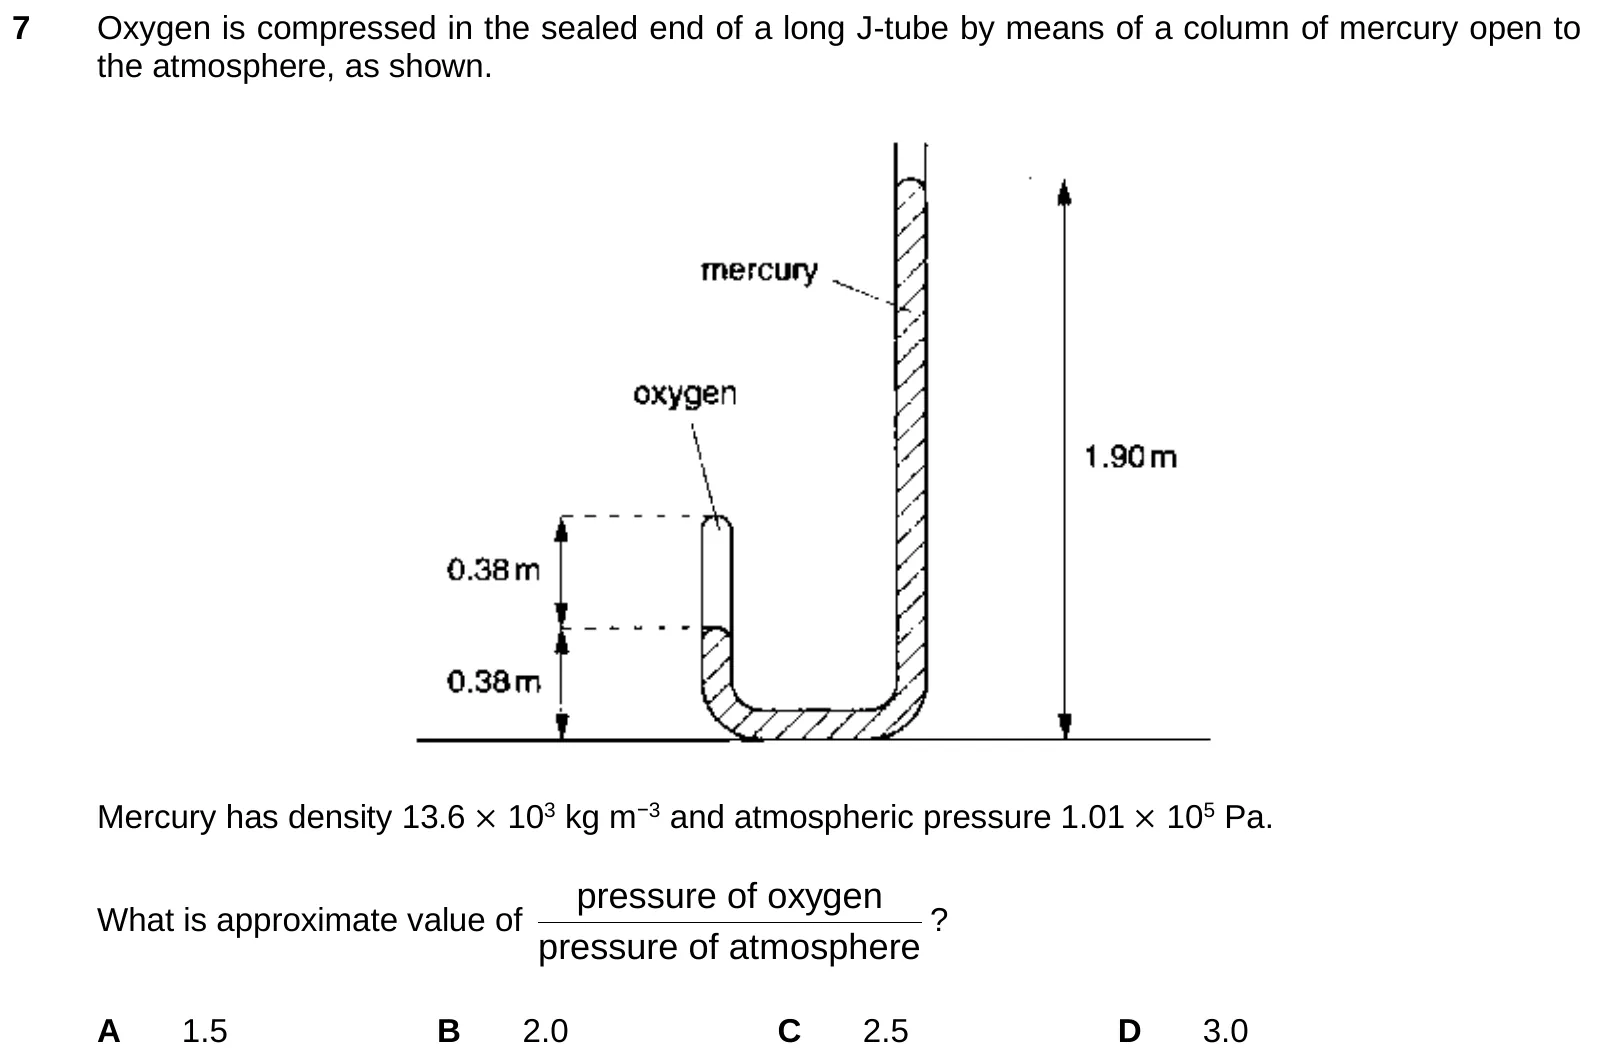 7 Oxygen is compressed in the sealed end of a long J-tube by means of a column of mercury open to
the atmosphere, as shown.
mercury
oxygen
1.90 m
0.38 m
0.38 m
Mercury has density 13.6 × 10³ kg m⁻³ and atmospheric pressure 1.01 × 10⁵ Pa.
pressure of oxygen
What is approximate value of ?
pressure of atmosphere
A 1.5 B 2.0 C 2.5 D 3.0